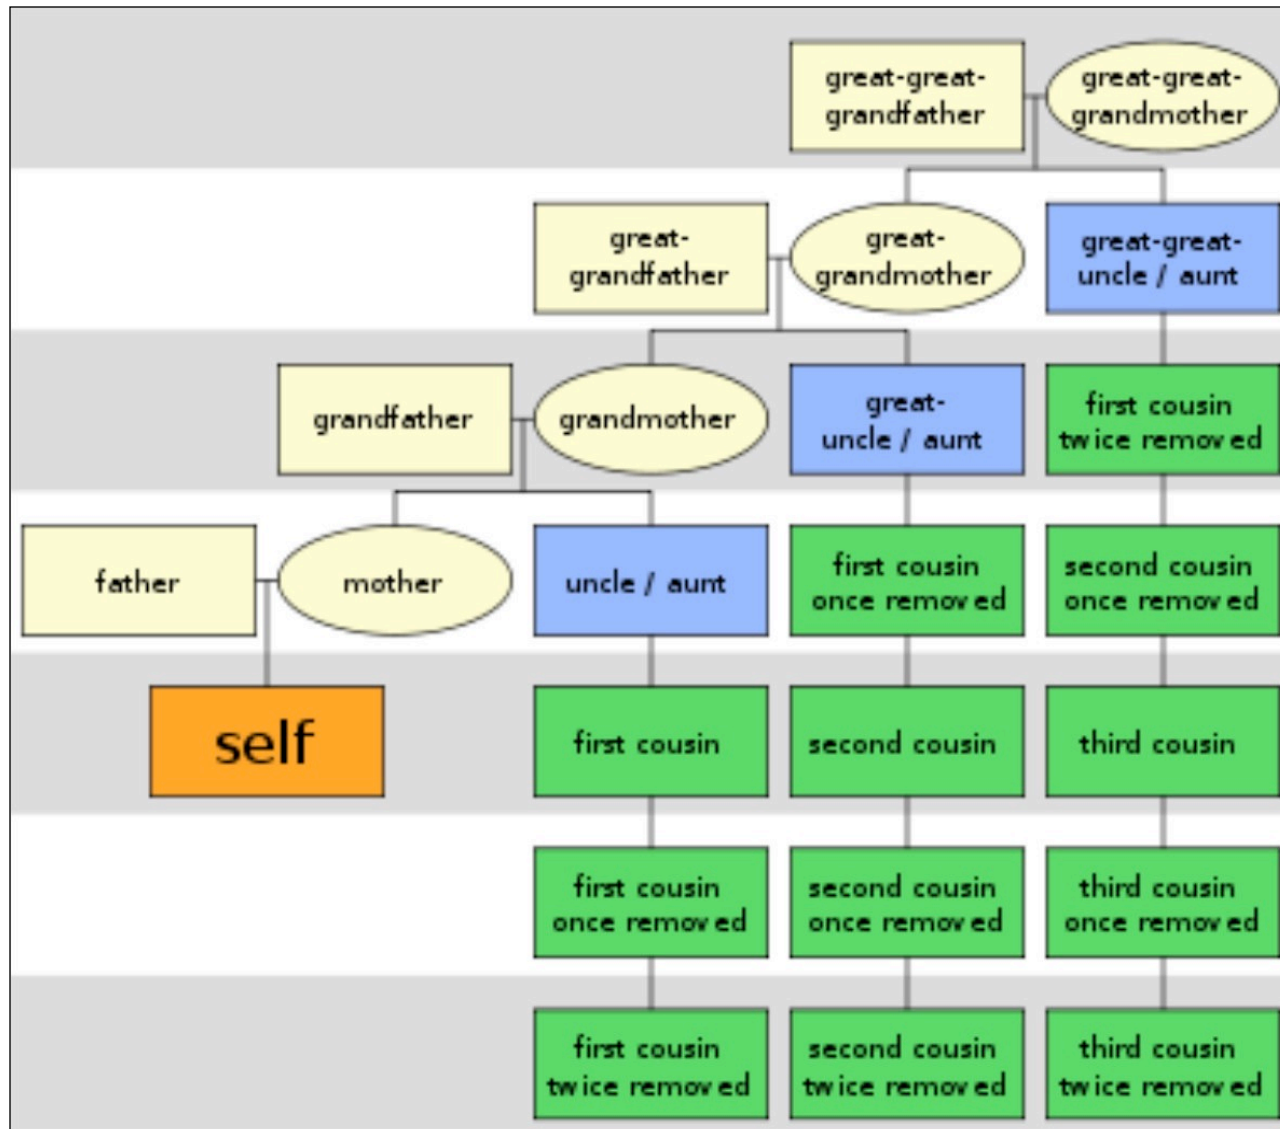 great-great-
grandfather
great-great-
grandmother
great-
grandfather
great-
grandmother
great-great-
uncle / aunt
grandfather
grandmother
great-
uncle / aunt
first cousin
twice removed
father
mother
uncle / aunt
first cousin
once removed
second cousin
once removed
self
first cousin
second cousin
third cousin
first cousin
once removed
second cousin
once removed
third cousin
once removed
first cousin
twice removed
second cousin
twice removed
third cousin
twice removed